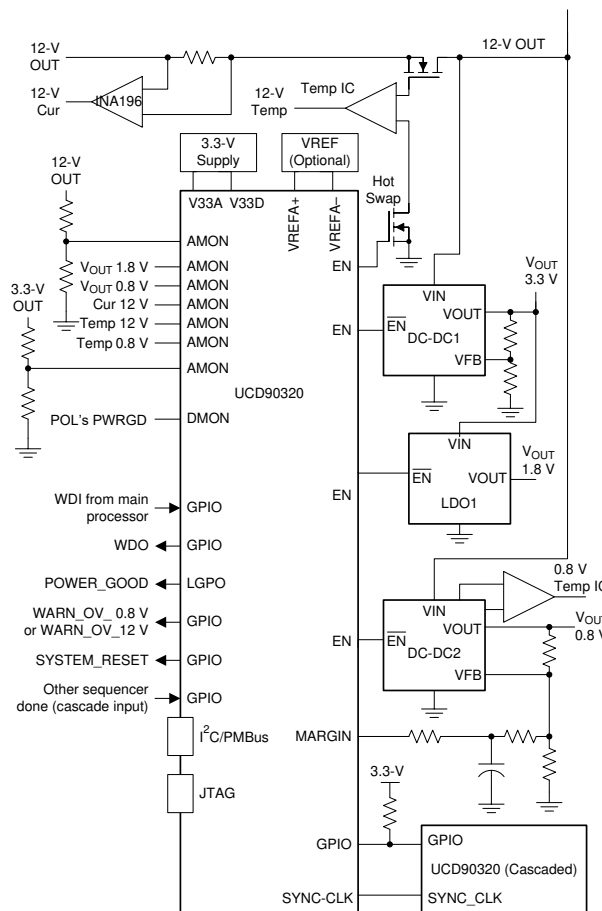 12-V
OUT
12-V
Cur
INA196
12-V
Temp
Temp IC
12-V OUT
3.3-V
Supply
VREF
(Optional)
Hot
Swap
V33A V33D
VREFA+
VREFA–
12-V
OUT
AMON
VOUT 1.8 V
AMON
VOUT 0.8 V
AMON
Cur 12 V
AMON
Temp 12 V
AMON
Temp 0.8 V
AMON
3.3-V
OUT
AMON
UCD90320
POL's PWRGD
DMON
EN
EN
EN
VIN
VOUT
EN
DC-DC1
VFB
VOUT
3.3 V
VIN
EN
VOUT
LDO1
VOUT
1.8 V
WDI from main
processor
GPIO
WDO
GPIO
POWER_GOOD
LGPO
WARN_OV_ 0.8 V
or WARN_OV_12 V
GPIO
SYSTEM_RESET
GPIO
Other sequencer
done (cascade input)
GPIO
I2C/PMBus
JTAG
0.8 V
Temp IC
EN
VIN
VOUT
EN
DC-DC2
VFB
VOUT
0.8 V
MARGIN
3.3-V
GPIO
GPIO
UCD90320 (Cascaded)
SYNC-CLK
SYNC_CLK